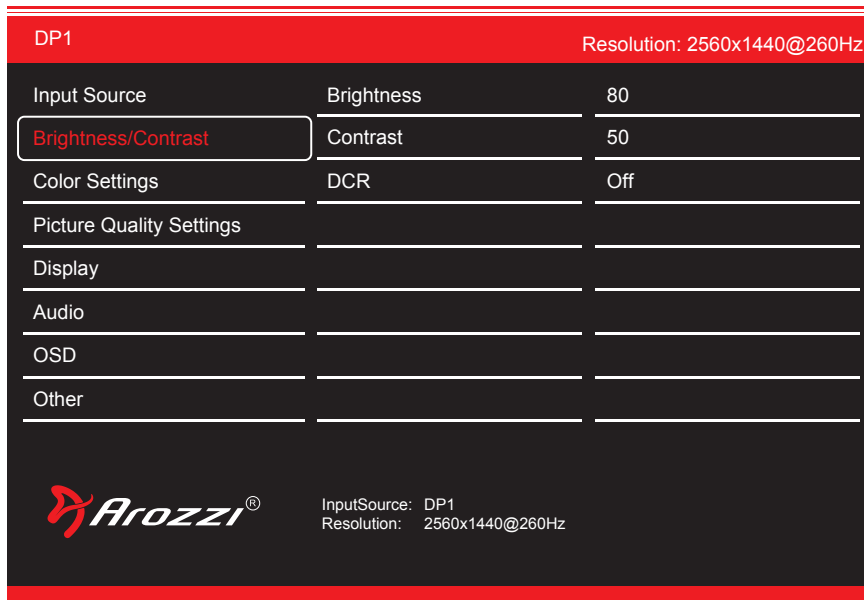 DP1 Resolution: 2560x1440@260Hz
Input Source Brightness 80
Brightness/Contrast Contrast 50
Color Settings DCR Off
Picture Quality Settings
Display
Audio
OSD
Other
Arozzi®
InputSource: DP1
Resolution: 2560x1440@260Hz